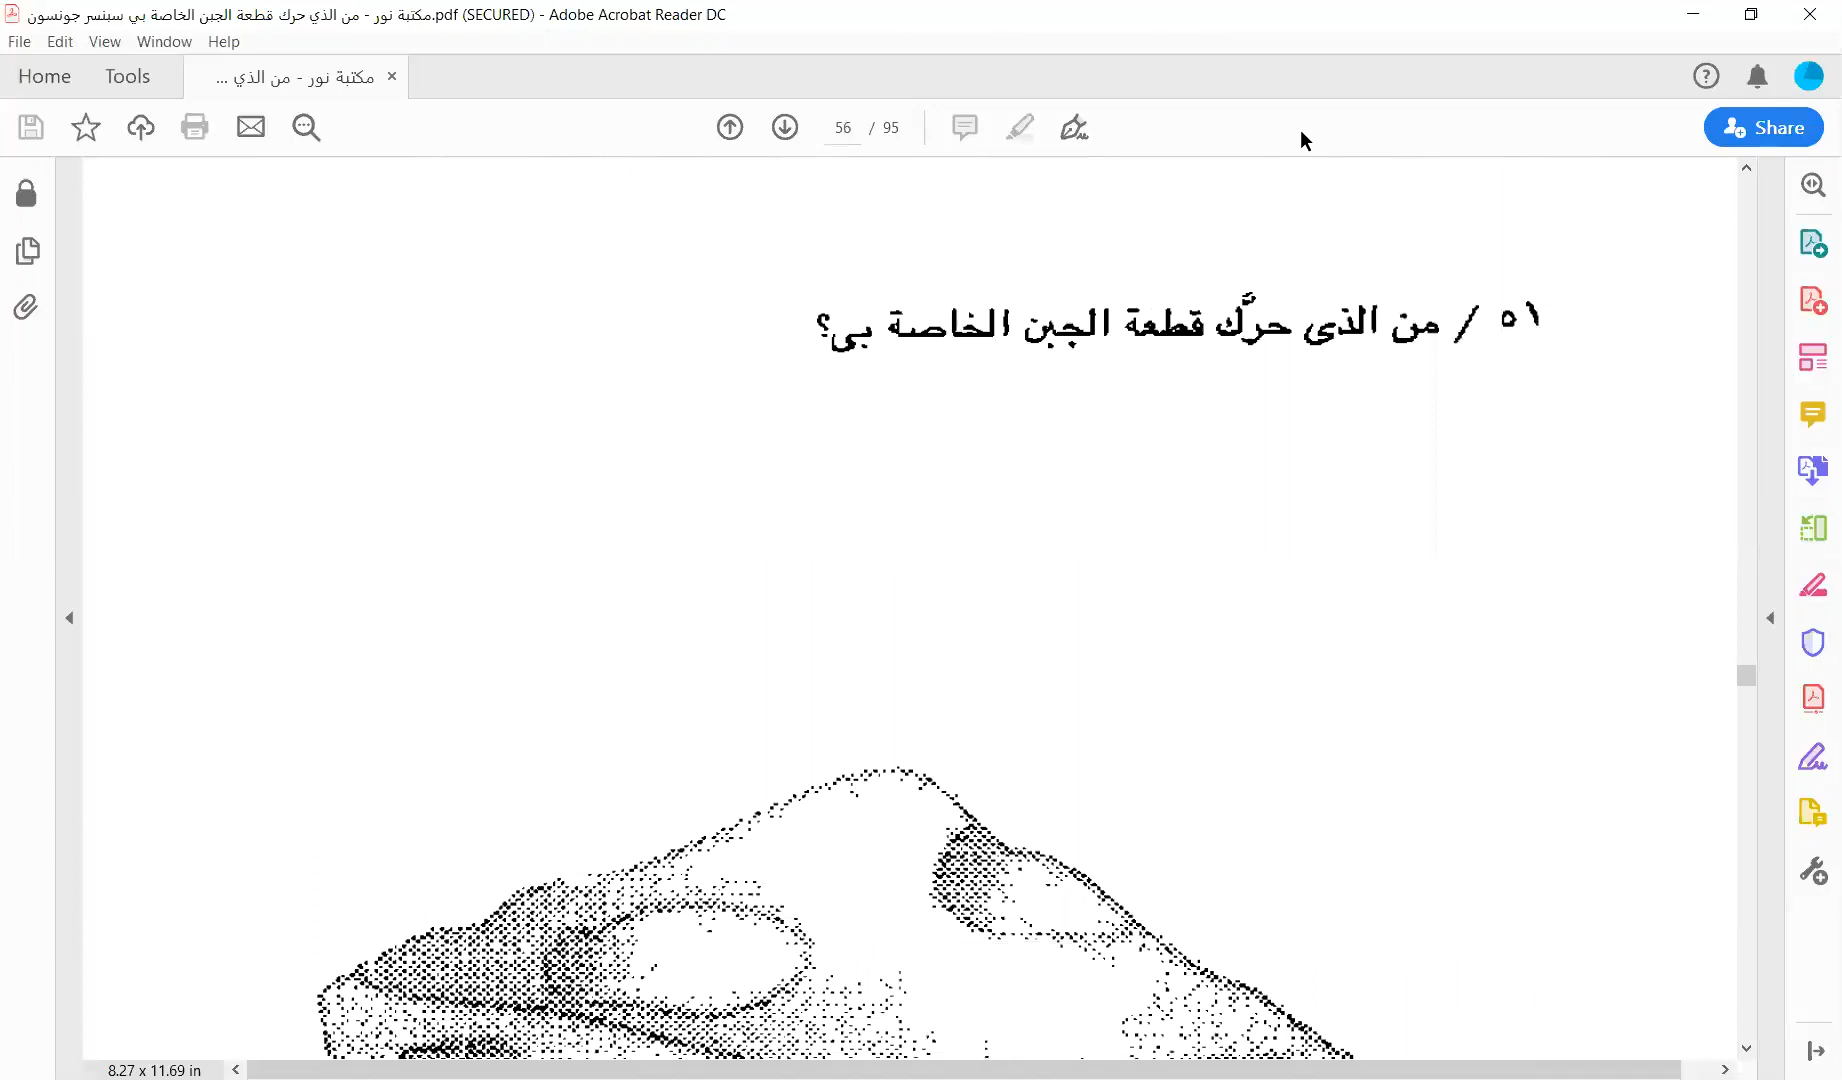 مكتبة نور - من الذي حرك قطعة الجبن الخاصة بي سبنسر جونسون.pdf (SECURED) - Adobe Acrobat Reader DC
File Edit View Window Help
Home Tools مكتبة نور - من الذي ... ×
56 / 95
Share
٥١ / من الذى حرَّك قطعة الجبن الخاصة بى؟
8.27 x 11.69 in